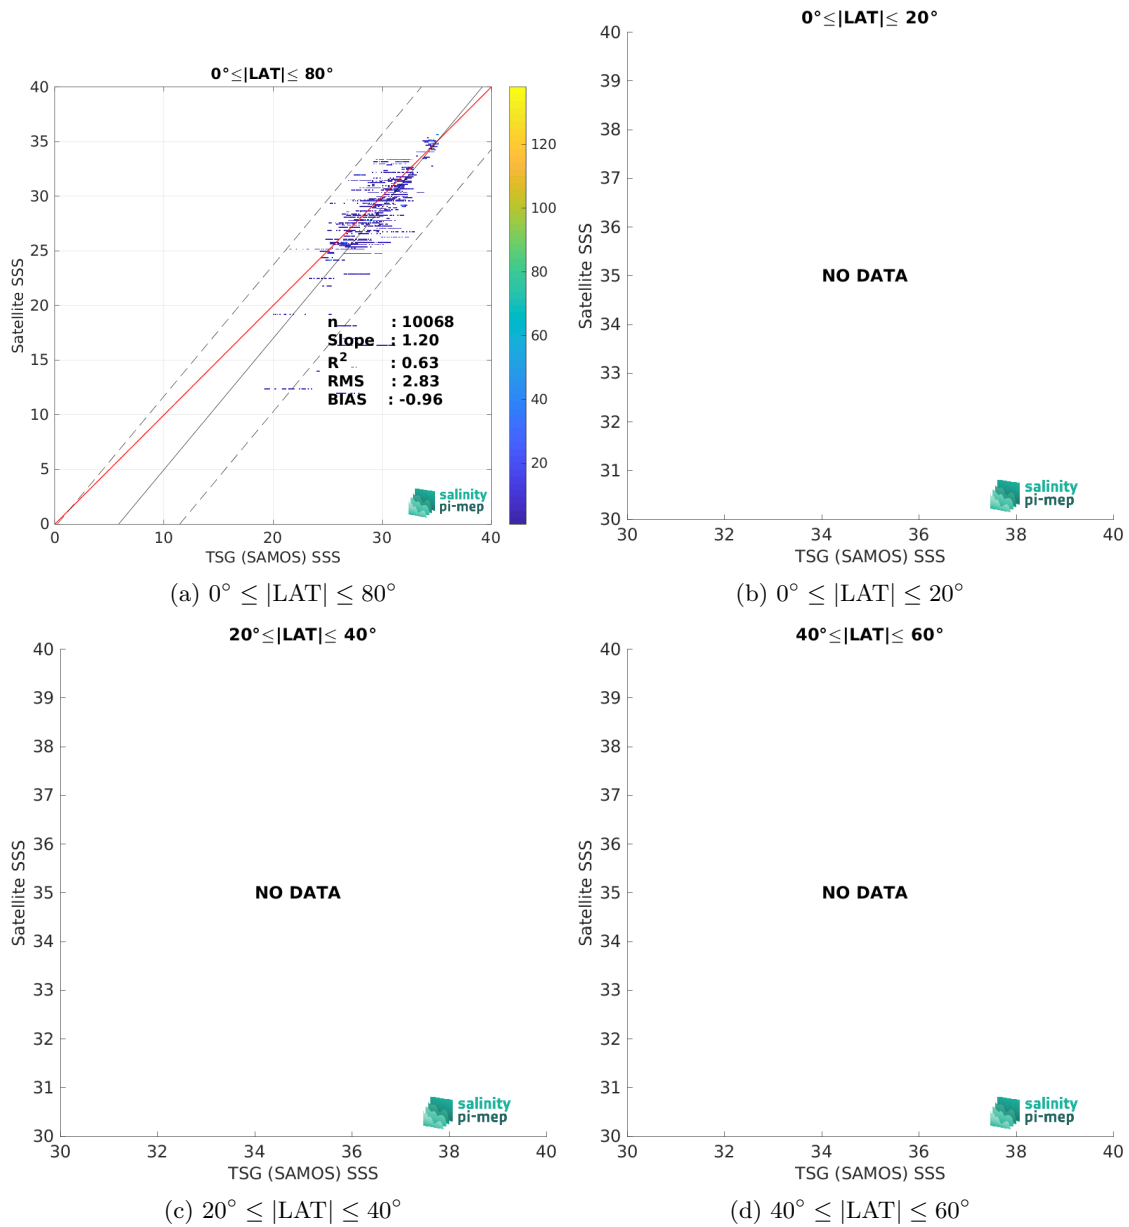 0°≤|LAT|≤ 80°
40
35
30
25
20
15
10
5
0
Satellite SSS
0
10
20
30
40
TSG (SAMOS) SSS
120
100
80
60
40
20
n : 10068
Slope : 1.20
R² : 0.63
RMS : 2.83
BIAS : -0.96
salinity
pi-mep
(a) 0° ≤ |LAT| ≤ 80°
0°≤|LAT|≤ 20°
40
39
38
37
36
35
34
33
32
31
30
Satellite SSS
NO DATA
30
32
34
36
38
40
TSG (SAMOS) SSS
salinity
pi-mep
(b) 0° ≤ |LAT| ≤ 20°
20°≤|LAT|≤ 40°
40
39
38
37
36
35
34
33
32
31
30
Satellite SSS
NO DATA
30
32
34
36
38
40
TSG (SAMOS) SSS
salinity
pi-mep
(c) 20° ≤ |LAT| ≤ 40°
40°≤|LAT|≤ 60°
40
39
38
37
36
35
34
33
32
31
30
Satellite SSS
NO DATA
30
32
34
36
38
40
TSG (SAMOS) SSS
salinity
pi-mep
(d) 40° ≤ |LAT| ≤ 60°